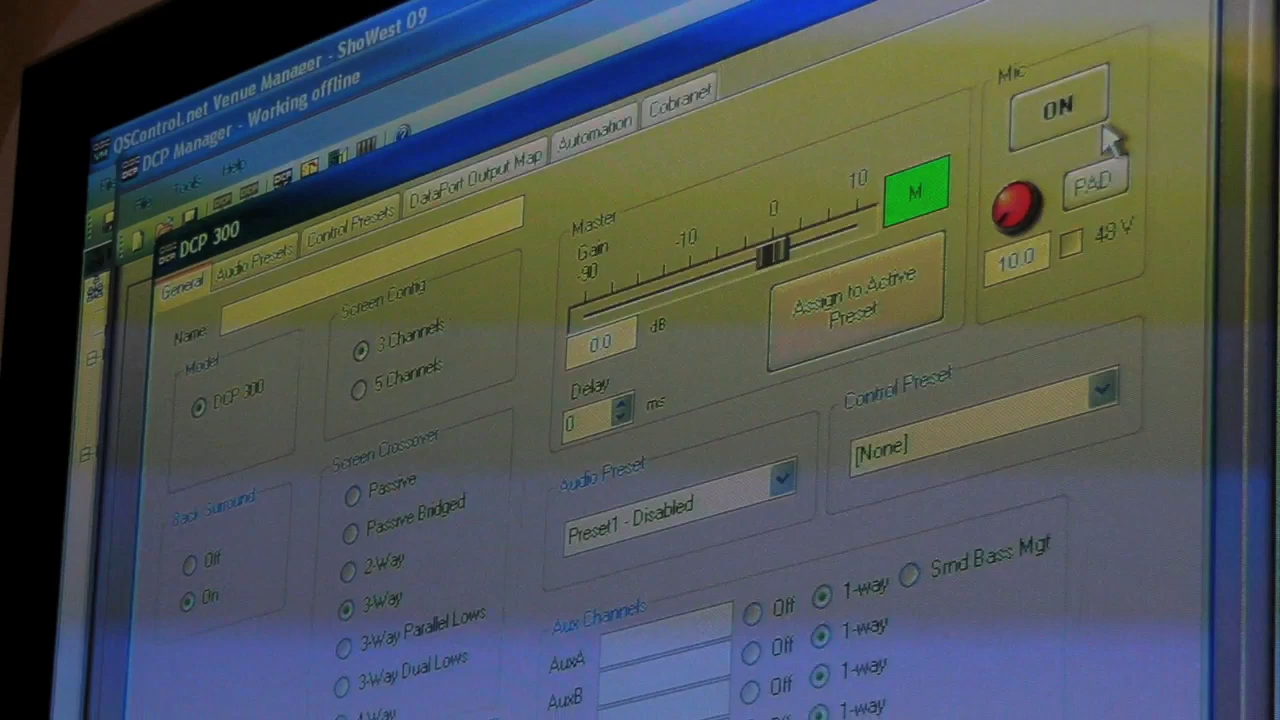 QSControl.net Venue Manager - ShoWest 09
DCP Manager - Working offline
File Tools Help
DCP 300
General Audio Presets Control Presets DataPort Output Map Automation Cobranet
Name:
Model
DCP 300
Back Surround
Off
On
Screen Config
3 Channels
5 Channels
Screen Crossover
Passive
Passive Bridged
2-Way
3-Way
3-Way Parallel Lows
3-Way Dual Lows
4-Way
Master
Gain
-90 -10 0 10
M
0.0 dB
Assign to Active
Preset
Delay
0 ms
Mic
ON
PAD
10.0 48 V
Audio Preset
Preset1 - Disabled
Control Preset
[None]
Aux Channels
Off 1-way Smd Bass Mgt
AuxA Off 1-way
AuxB Off 1-way
1-way